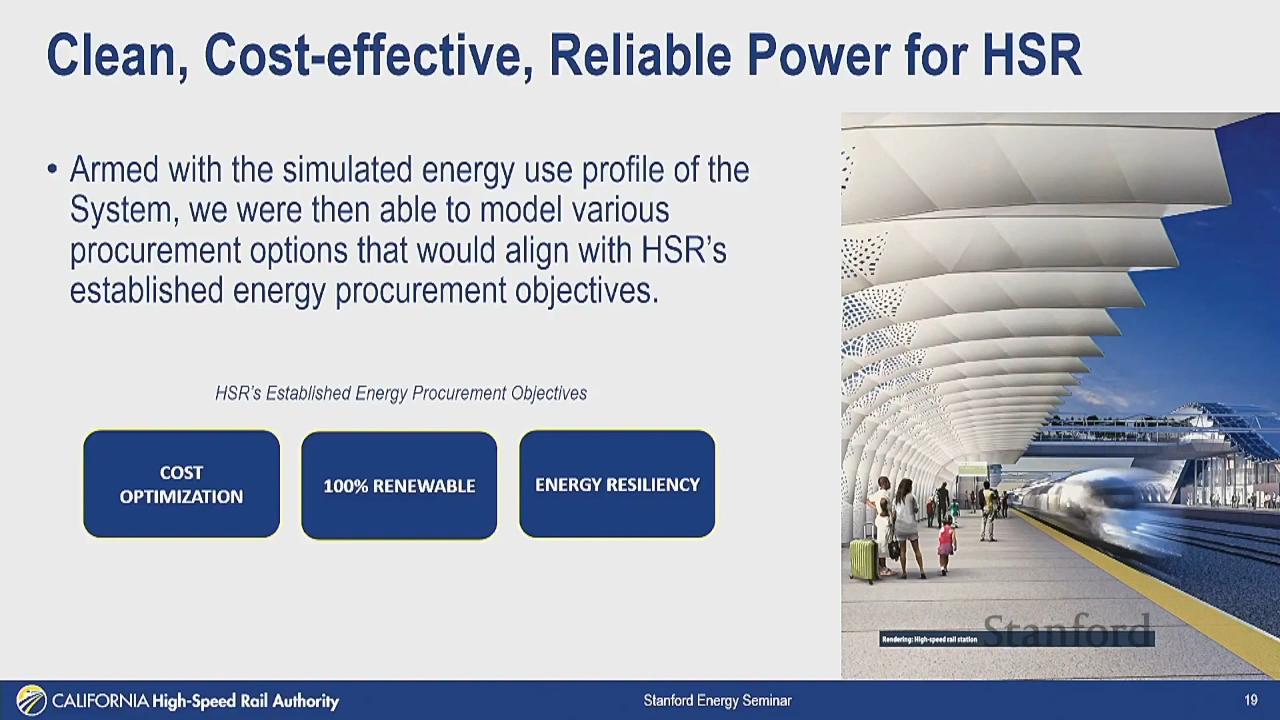 Clean, Cost-effective, Reliable Power for HSR
• Armed with the simulated energy use profile of the
System, we were then able to model various
procurement options that would align with HSR’s
established energy procurement objectives.
HSR’s Established Energy Procurement Objectives
COST
OPTIMIZATION
100% RENEWABLE
ENERGY RESILIENCY
Rendering: High-speed rail station
Stanford
CALIFORNIA High-Speed Rail Authority
Stanford Energy Seminar
19